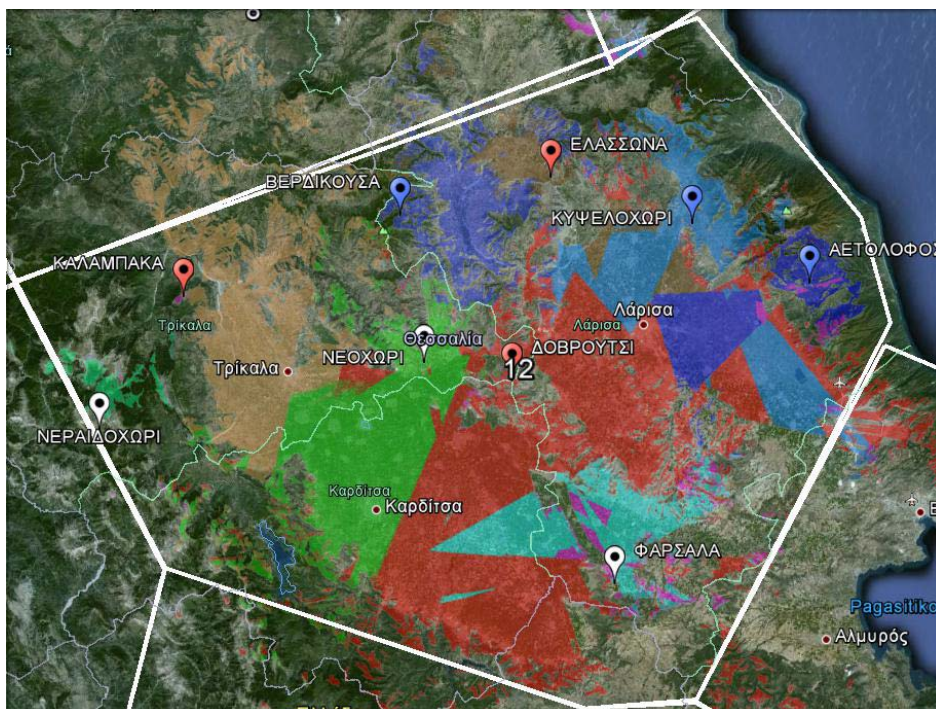 ΕΛΑΣΣΩΝΑ
ΒΕΡΔΙΚΟΥΣΑ
ΚΥΨΕΛΟΧΩΡΙ
ΑΕΤΟΛΟΦΟΣ
ΚΑΛΑΜΠΑΚΑ
Τρίκαλα
Λάρισα
Λάρισα
Θεσσαλία
ΝΕΟΧΩΡΙ
ΔΟΒΡΟΥΤΣΙ
12
Τρίκαλα
ΝΕΡΑΙΔΟΧΩΡΙ
Καρδίτσα
Καρδίτσα
ΦΑΡΣΑΛΑ
Pagasitiko
Αλμυρός